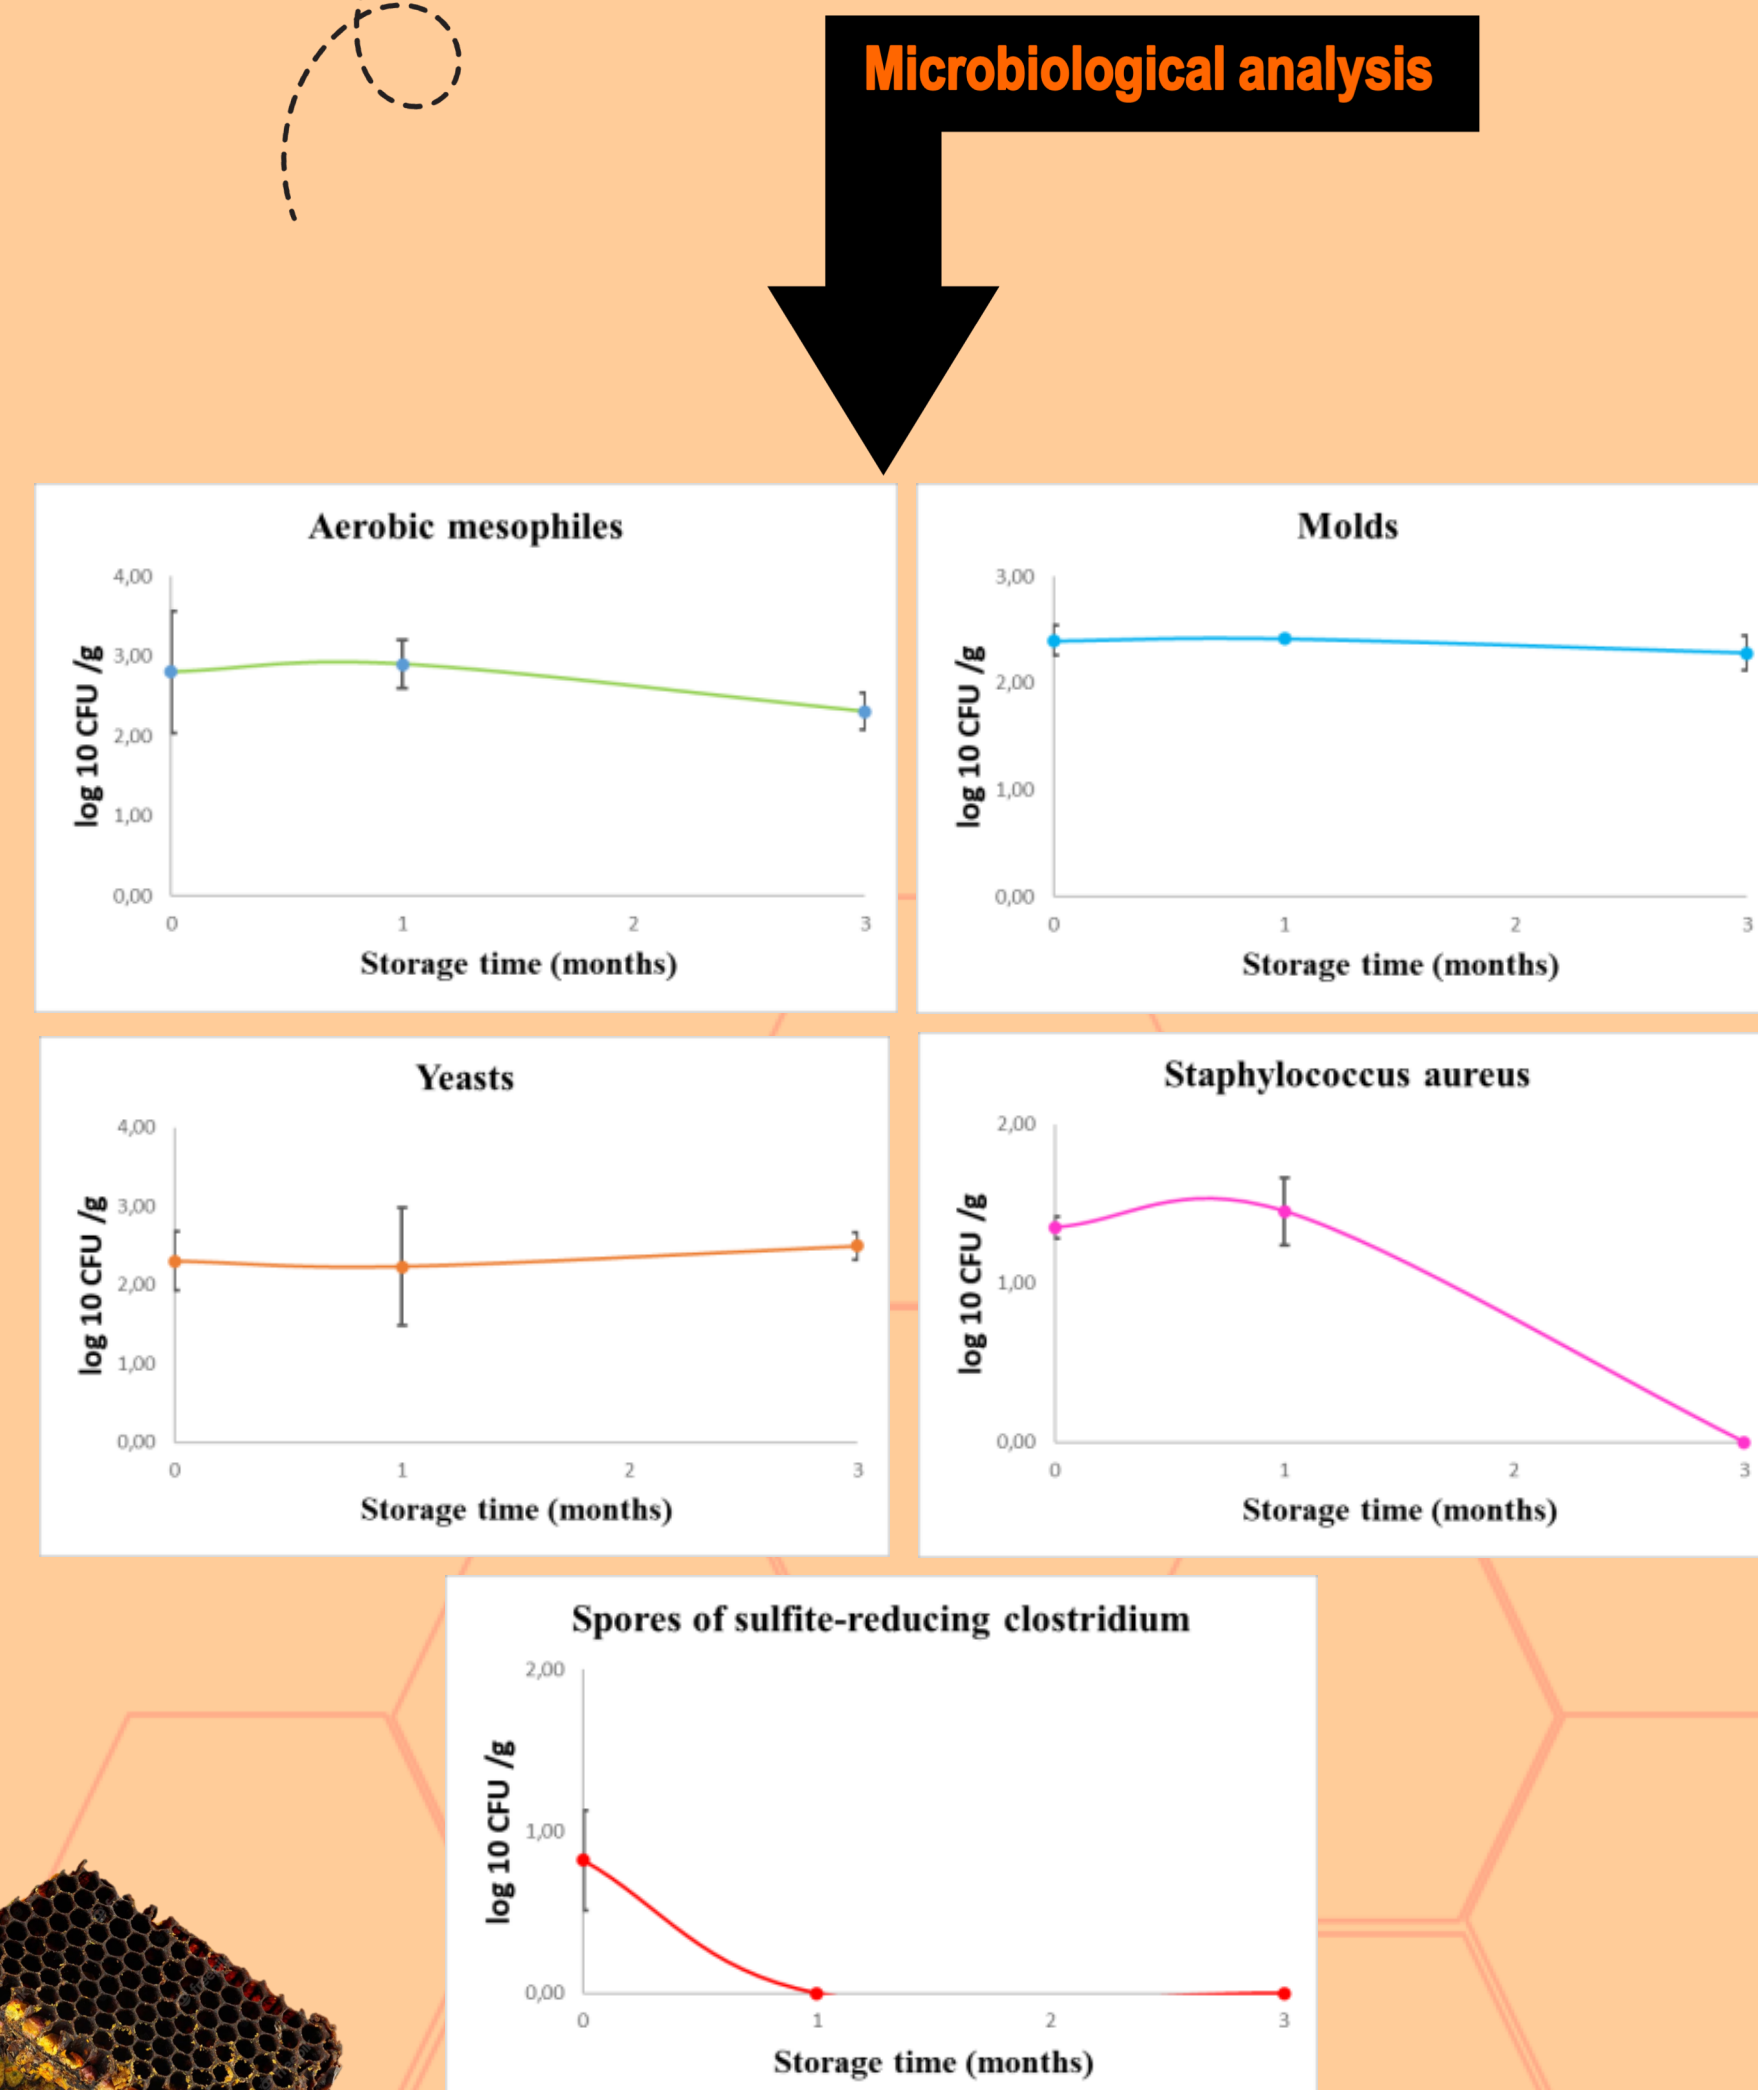 Microbiological analysis
Aerobic mesophiles
4,00
3,00
2,00
1,00
0,00
log 10 CFU /g
0 1 2 3
Storage time (months)
Molds
3,00
2,00
1,00
0,00
log 10 CFU /g
0 1 2 3
Storage time (months)
Yeasts
4,00
3,00
2,00
1,00
0,00
log 10 CFU /g
0 1 2 3
Storage time (months)
Staphylococcus aureus
2,00
1,00
0,00
log 10 CFU /g
0 1 2 3
Storage time (months)
Spores of sulfite-reducing clostridium
2,00
1,00
0,00
log 10 CFU /g
0 1 2 3
Storage time (months)